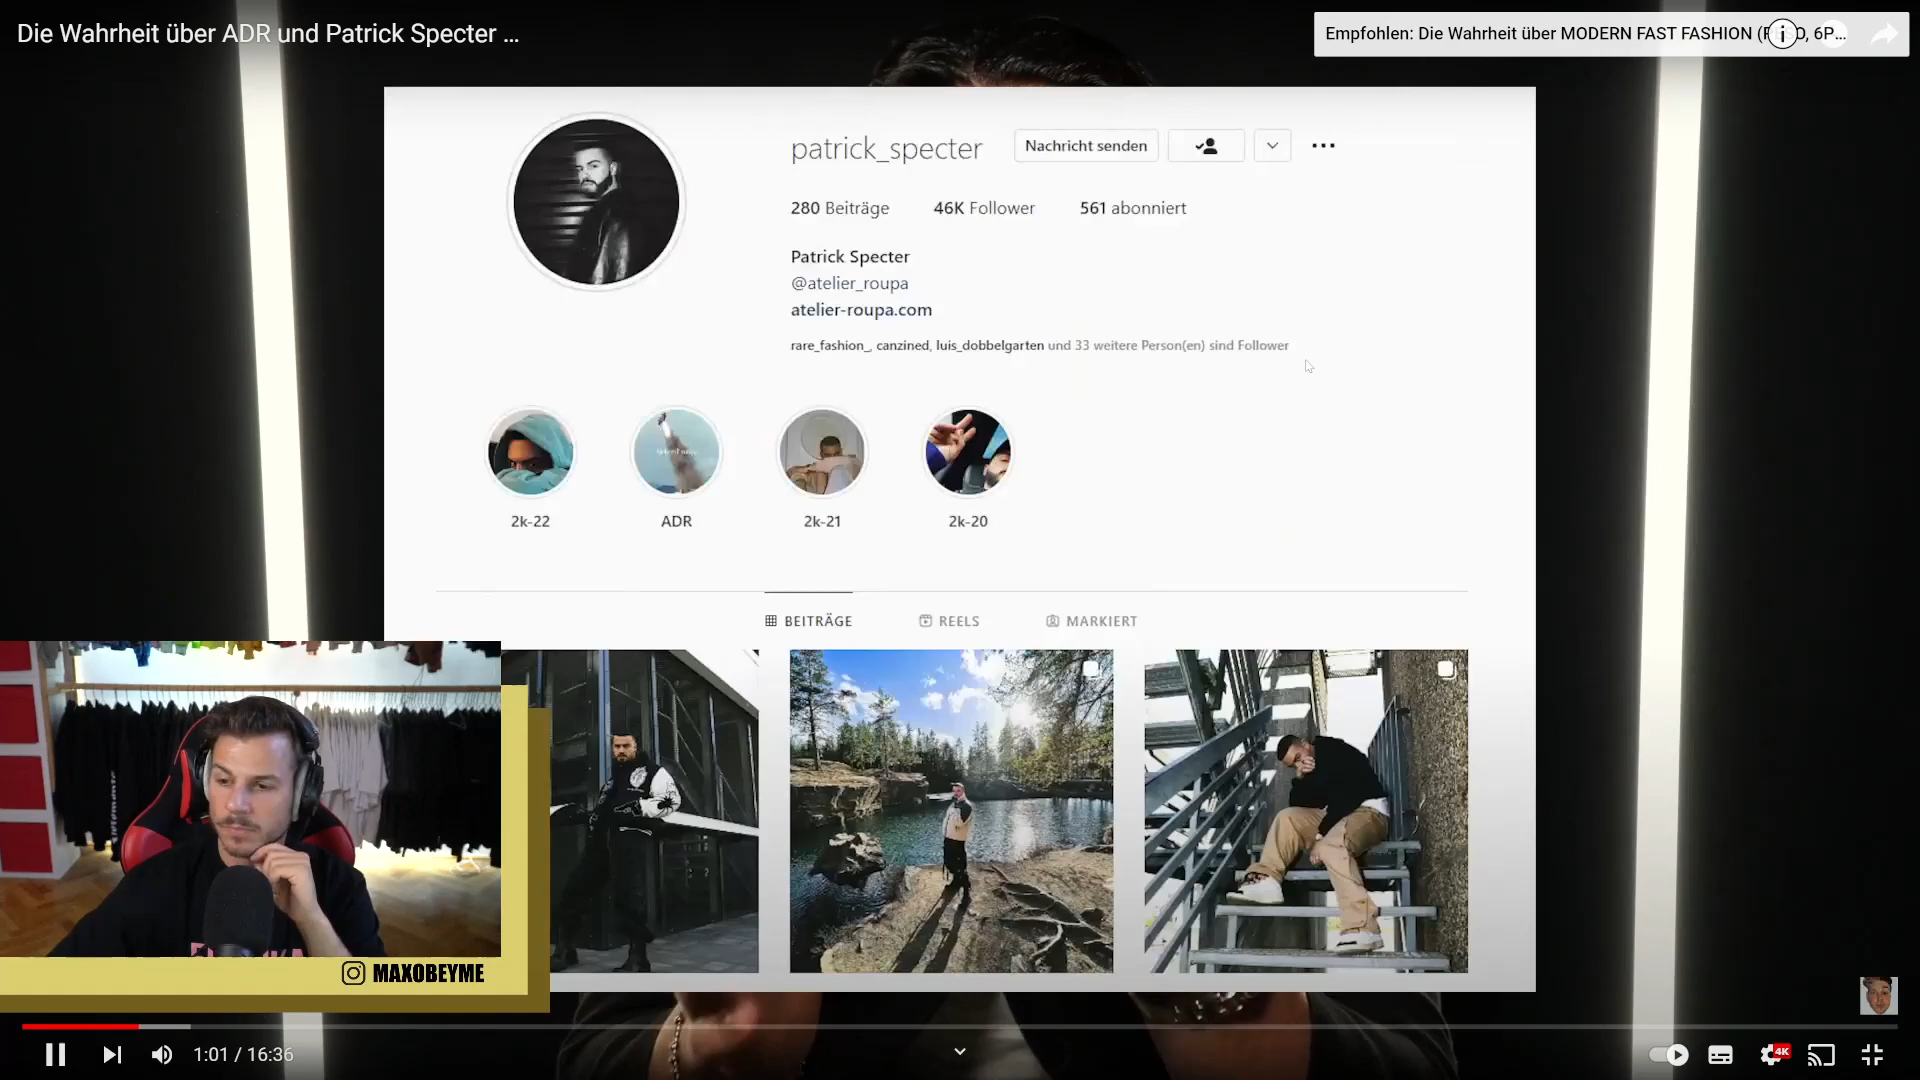 Die Wahrheit über ADR und Patrick Specter ...
Empfohlen: Die Wahrheit über MODERN FAST FASHION
patrick_specter
Nachricht senden
280 Beiträge
46K Follower
561 abonniert
Patrick Specter
@atelier_roupa
atelier-roupa.com
rare_fashion_, canzined, luis_dobbelgarten und 33 weitere Person(en) sind Follower
2k-22
ADR
2k-21
2k-20
BEITRÄGE
REELS
MARKIERT
MAXOBEYME
1:01 / 16:36
4K